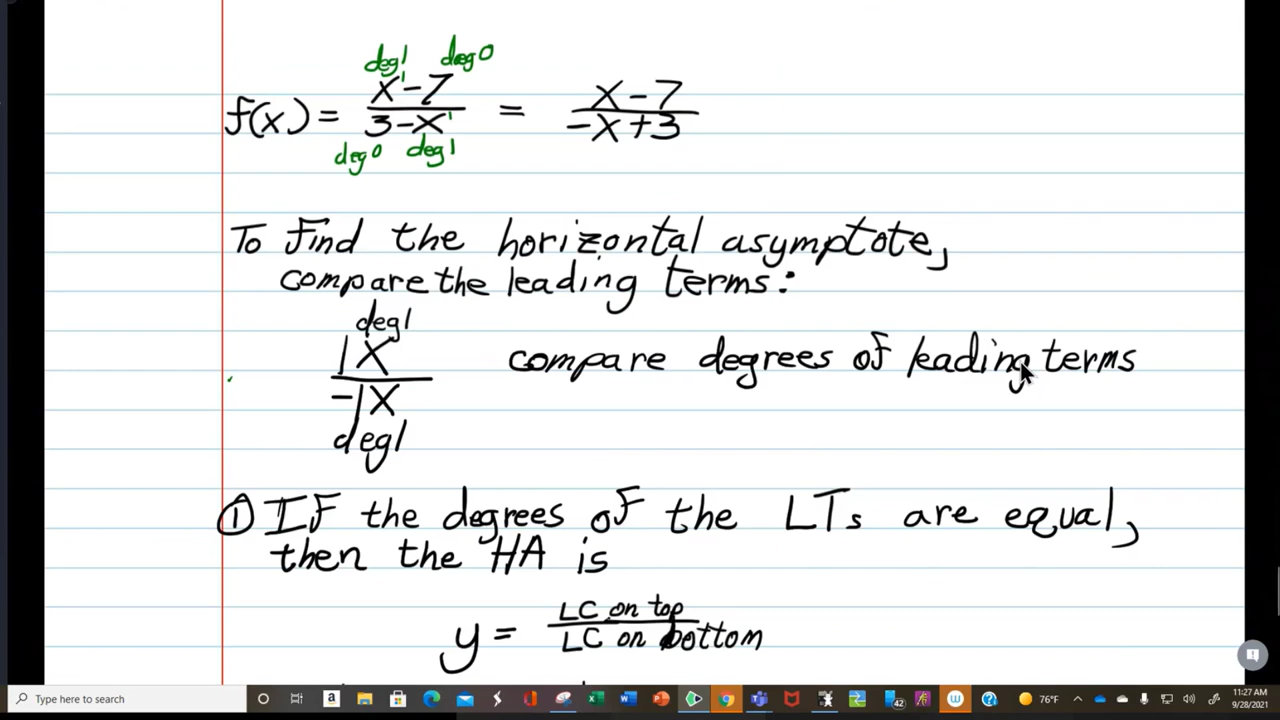 deg1 deg0
f(x) = x¹-7 / 3-x¹ = x-7 / -x+3
deg0 deg1
To find the horizontal asymptote,
compare the leading terms:
deg1
1x / -1x compare degrees of leading terms
deg1
① If the degrees of the LTs are equal,
then the HA is
y = LC on top / LC on bottom
Type here to search
42
76°F
11:27 AM
9/28/2021